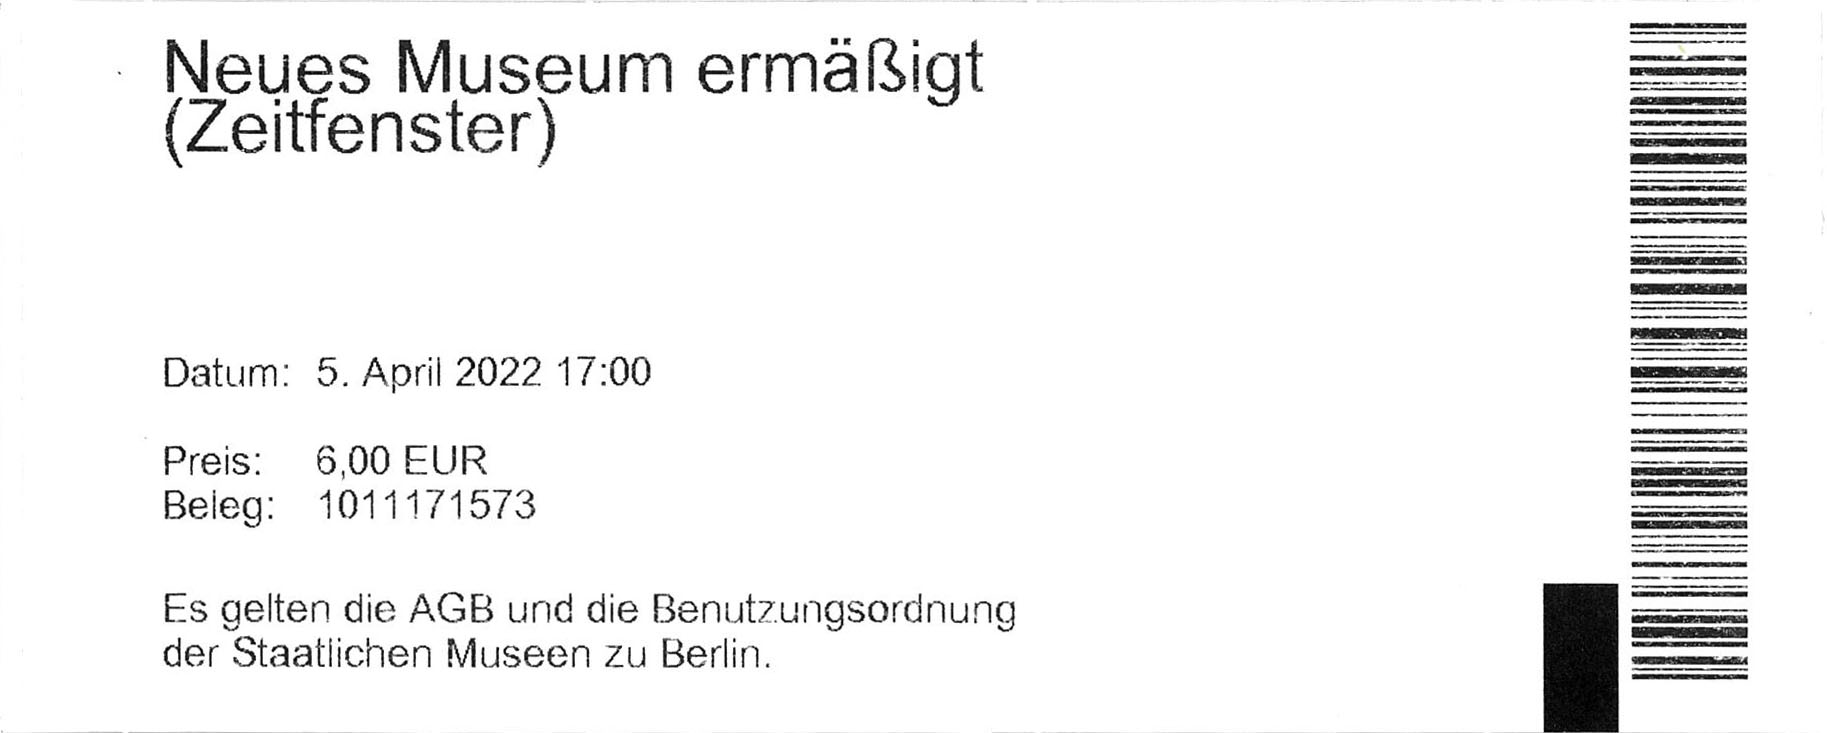 Neues Museum ermäßigt
(Zeitfenster)
Datum: 5. April 2022 17:00
Preis: 6,00 EUR
Beleg: 1011171573
Es gelten die AGB und die Benutzungsordnung
der Staatlichen Museen zu Berlin.